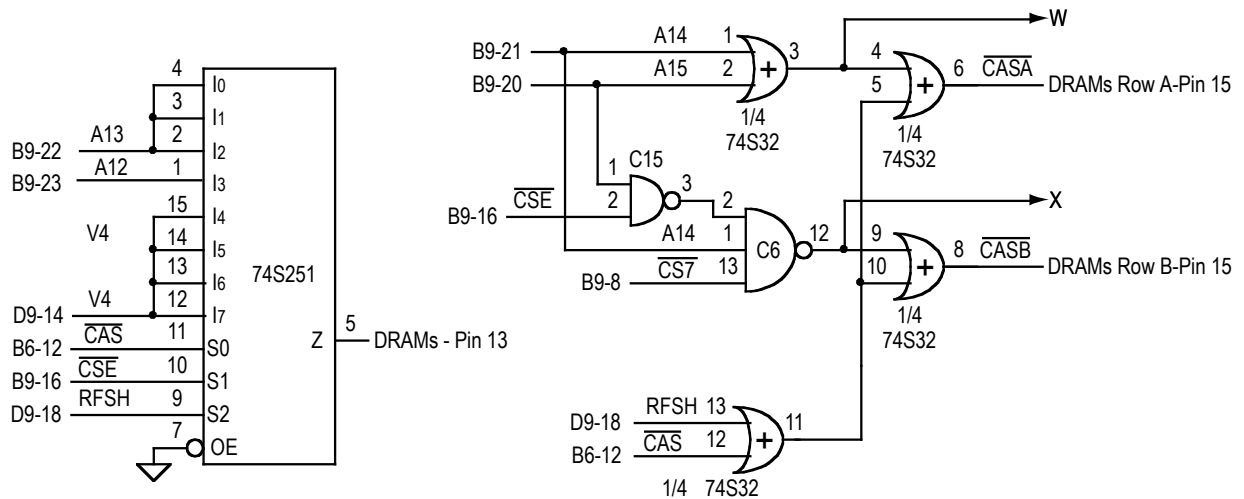 4 I0
3 I1
B9-22 A13 2 I2
B9-23 A12 1 I3
15 I4
V4 14 I5
13 I6
D9-14 V4 12 I7
B6-12 CAS 11 S0
B9-16 CSE 10 S1
D9-18 RFSH 9 S2
7 OE
74S251
Z 5 DRAMs - Pin 13
W
B9-21 A14 1
B9-20 A15 2
+ 3
1/4
74S32
4
5
+ 6 CASA DRAMs Row A-Pin 15
1/4
74S32
C15
1
B9-16 CSE 2
3
X
2
A14 1
B9-8 CS7 13
C6 12
9
10
+ 8 CASB DRAMs Row B-Pin 15
1/4
74S32
D9-18 RFSH 13
B6-12 CAS 12
+ 11
1/4 74S32